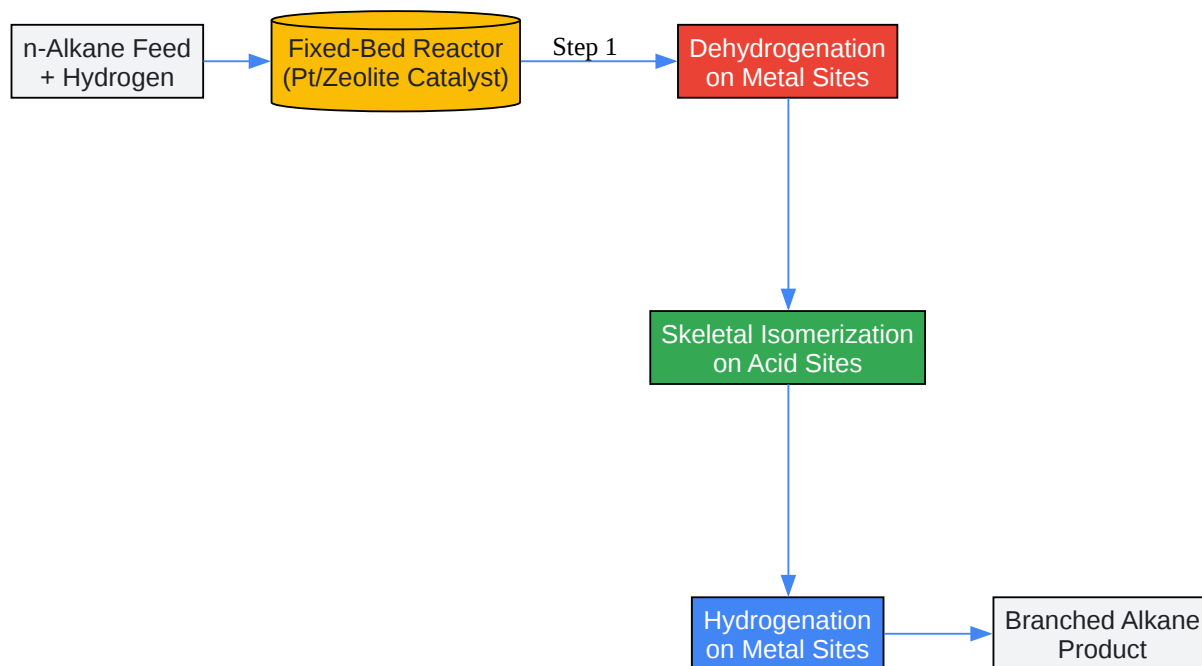 n-Alkane Feed
+ Hydrogen
Fixed-Bed Reactor
(Pt/Zeolite Catalyst)
Step 1
Dehydrogenation
on Metal Sites
Skeletal Isomerization
on Acid Sites
Hydrogenation
on Metal Sites
Branched Alkane
Product